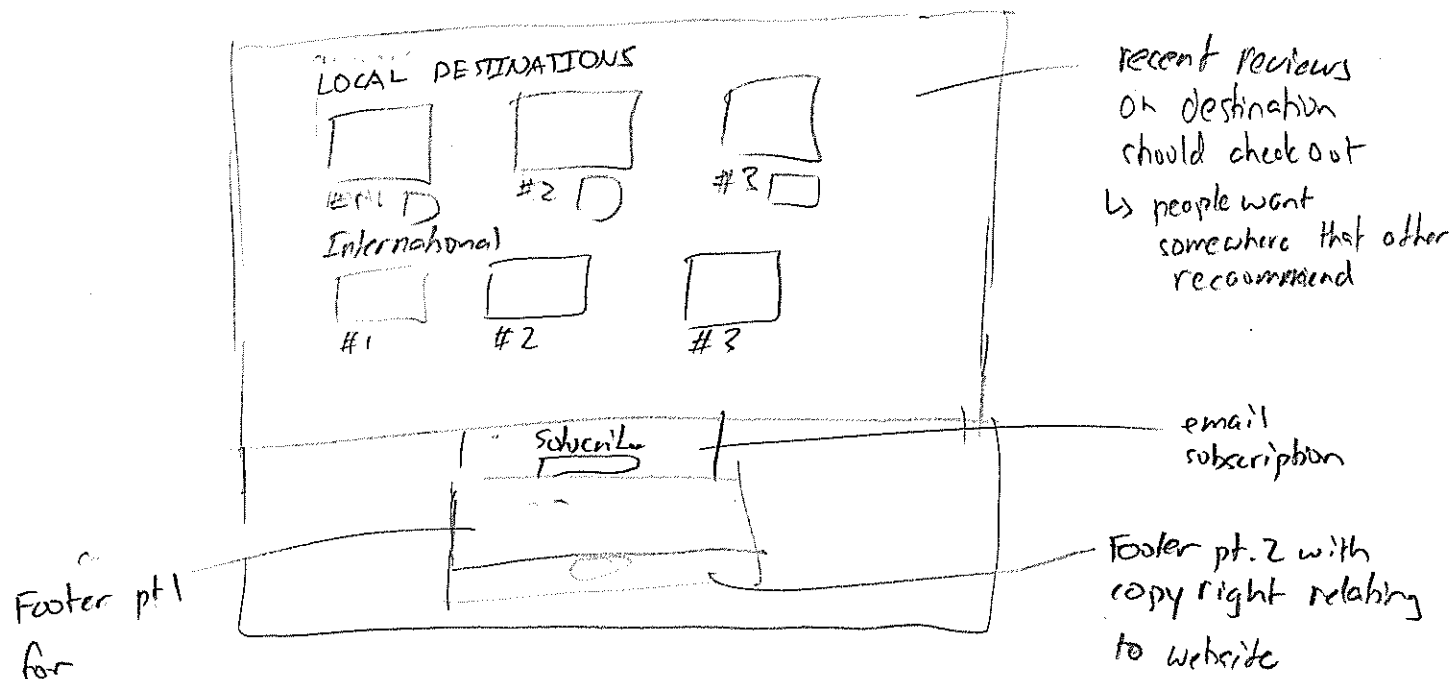 LOCAL DESTINATIONS
#2
#3
International
#1
#2
#3
recent reviews
on destination
should check out
↳ people want
somewhere that other
recoommend
email
subscription
Footer pt1
for
Footer pt.2 with
copy right relating
to website